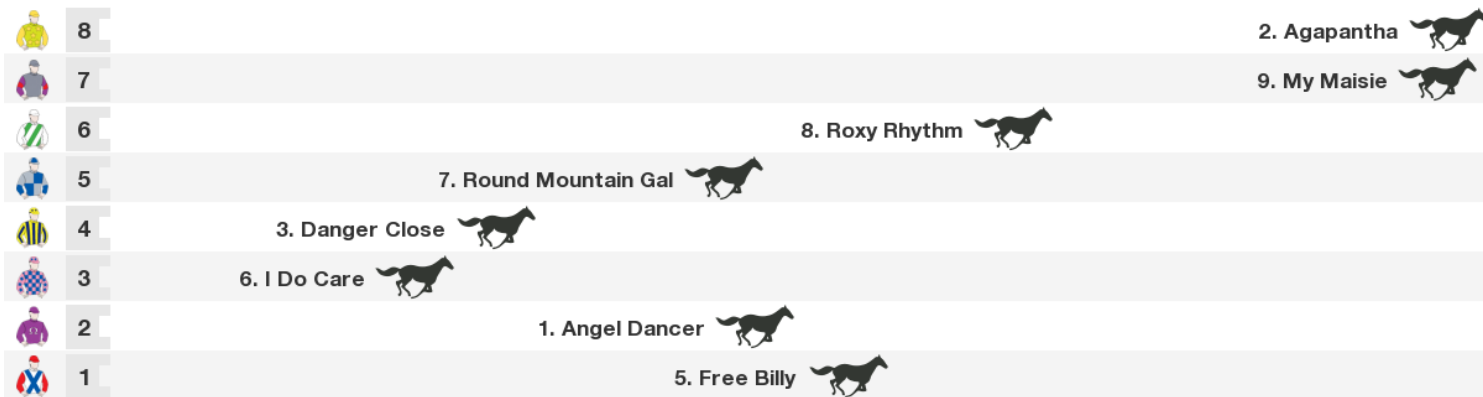 8 2. Agapantha
7 9. My Maisie
6 8. Roxy Rhythm
5 7. Round Mountain Gal
4 3. Danger Close
3 6. I Do Care
2 1. Angel Dancer
1 5. Free Billy